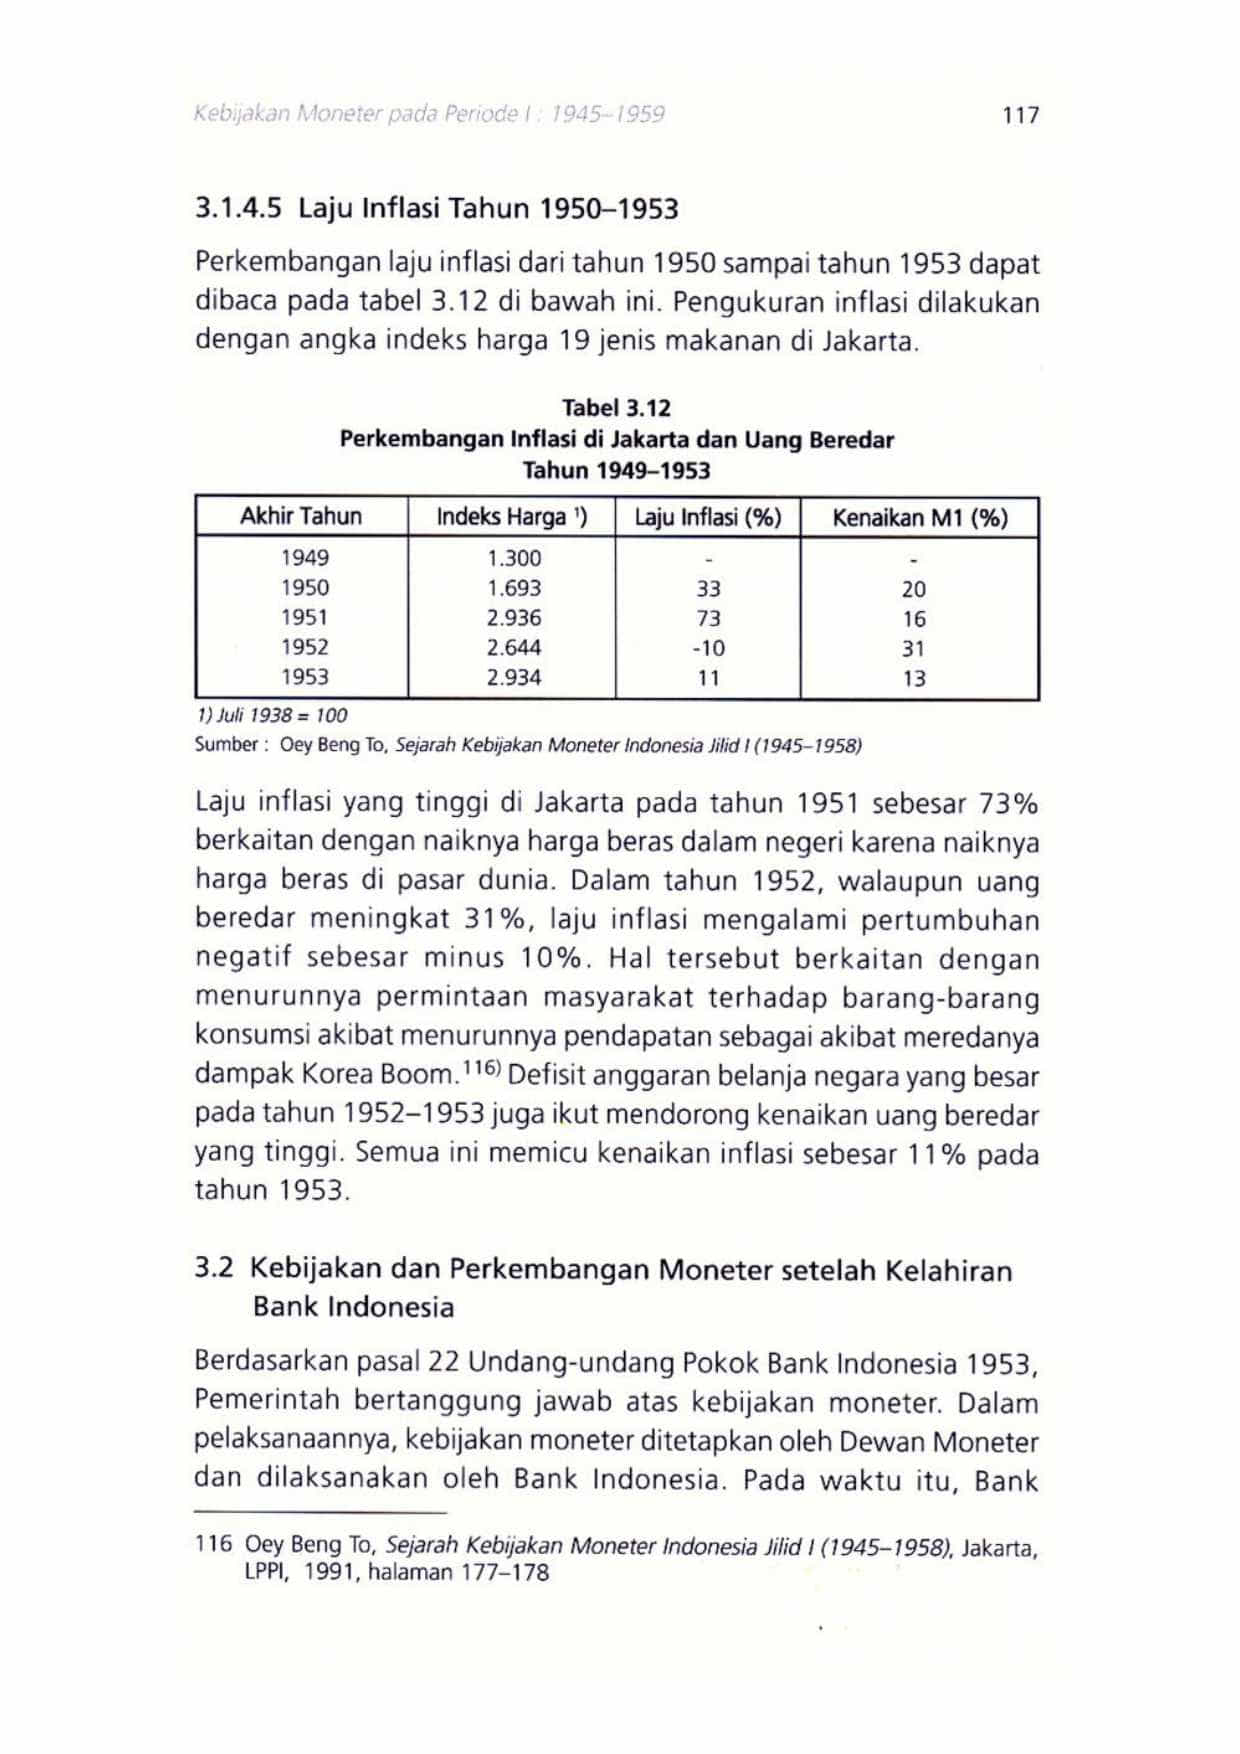 Kebijakan Moneter pada Periode I : 1945–1959 117
3.1.4.5 Laju Inflasi Tahun 1950–1953
Perkembangan laju inflasi dari tahun 1950 sampai tahun 1953 dapat
dibaca pada tabel 3.12 di bawah ini. Pengukuran inflasi dilakukan
dengan angka indeks harga 19 jenis makanan di Jakarta.
Tabel 3.12
Perkembangan Inflasi di Jakarta dan Uang Beredar
Tahun 1949–1953
Akhir Tahun Indeks Harga ¹) Laju Inflasi (%) Kenaikan M1 (%)
1949 1.300 - -
1950 1.693 33 20
1951 2.936 73 16
1952 2.644 -10 31
1953 2.934 11 13
1) Juli 1938 = 100
Sumber : Oey Beng To, Sejarah Kebijakan Moneter Indonesia Jilid I (1945–1958)
Laju inflasi yang tinggi di Jakarta pada tahun 1951 sebesar 73%
berkaitan dengan naiknya harga beras dalam negeri karena naiknya
harga beras di pasar dunia. Dalam tahun 1952, walaupun uang
beredar meningkat 31%, laju inflasi mengalami pertumbuhan
negatif sebesar minus 10%. Hal tersebut berkaitan dengan
menurunnya permintaan masyarakat terhadap barang-barang
konsumsi akibat menurunnya pendapatan sebagai akibat meredanya
dampak Korea Boom.¹¹⁶⁾ Defisit anggaran belanja negara yang besar
pada tahun 1952–1953 juga ikut mendorong kenaikan uang beredar
yang tinggi. Semua ini memicu kenaikan inflasi sebesar 11% pada
tahun 1953.
3.2 Kebijakan dan Perkembangan Moneter setelah Kelahiran
Bank Indonesia
Berdasarkan pasal 22 Undang-undang Pokok Bank Indonesia 1953,
Pemerintah bertanggung jawab atas kebijakan moneter. Dalam
pelaksanaannya, kebijakan moneter ditetapkan oleh Dewan Moneter
dan dilaksanakan oleh Bank Indonesia. Pada waktu itu, Bank
116 Oey Beng To, Sejarah Kebijakan Moneter Indonesia Jilid I (1945–1958), Jakarta,
LPPI, 1991, halaman 177–178